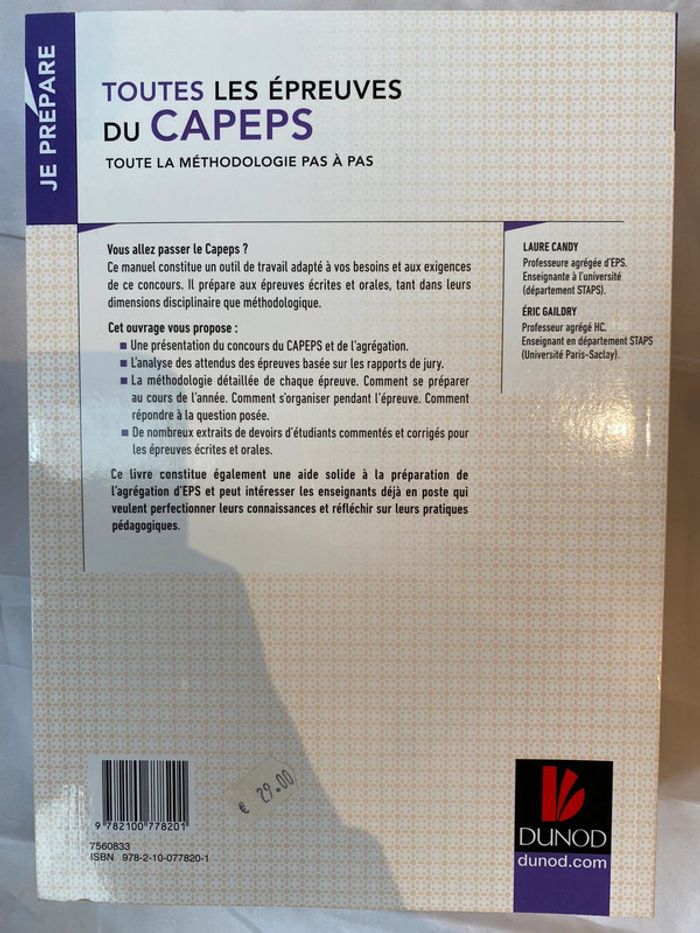 JE PRÉPARE
TOUTES LES ÉPREUVES
DU CAPEPS
TOUTE LA MÉTHODOLOGIE PAS À PAS
Vous allez passer le Capeps ?
Ce manuel constitue un outil de travail adapté à vos besoins et aux exigences
de ce concours. Il prépare aux épreuves écrites et orales, tant dans leurs
dimensions disciplinaire que méthodologique.
Cet ouvrage vous propose :
■ Une présentation du concours du CAPEPS et de l'agrégation.
■ L'analyse des attendus des épreuves basée sur les rapports de jury.
■ La méthodologie détaillée de chaque épreuve. Comment se préparer
au cours de l'année. Comment s'organiser pendant l'épreuve. Comment
répondre à la question posée.
■ De nombreux extraits de devoirs d'étudiants commentés et corrigés pour
les épreuves écrites et orales.
Ce livre constitue également une aide solide à la préparation de
l'agrégation d'EPS et peut intéresser les enseignants déjà en poste qui
veulent perfectionner leurs connaissances et réfléchir sur leurs pratiques
pédagogiques.
LAURE CANDY
Professeure agrégée d'EPS.
Enseignante à l'université
(département STAPS).
ÉRIC GAILDRY
Professeur agrégé HC.
Enseignant en département STAPS
(Université Paris-Saclay).
€ 29.00
9 782100 778201
7560833
ISBN 978-2-10-077820-1
DUNOD
dunod.com